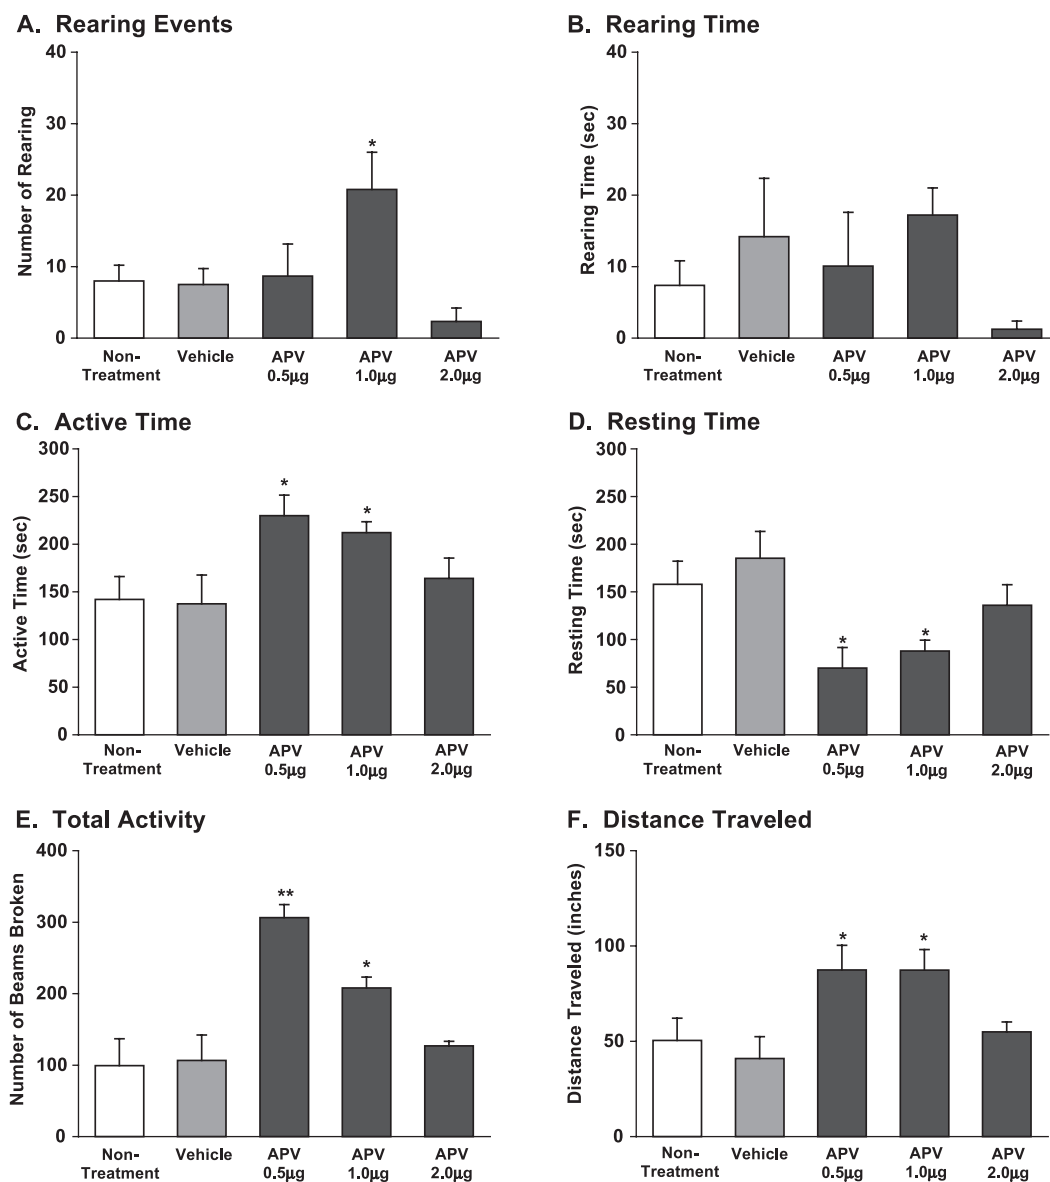 A. Rearing Events
Number of Rearing
40
30
20
10
0
*
Non-
Treatment
Vehicle
APV
0.5µg
APV
1.0µg
APV
2.0µg
B. Rearing Time
Rearing Time (sec)
40
30
20
10
0
Non-
Treatment
Vehicle
APV
0.5µg
APV
1.0µg
APV
2.0µg
C. Active Time
Active Time (sec)
300
250
200
150
100
50
0
*
*
Non-
Treatment
Vehicle
APV
0.5µg
APV
1.0µg
APV
2.0µg
D. Resting Time
Resting Time (sec)
300
250
200
150
100
50
0
*
*
Non-
Treatment
Vehicle
APV
0.5µg
APV
1.0µg
APV
2.0µg
E. Total Activity
Number of Beams Broken
400
300
200
100
0
**
*
Non-
Treatment
Vehicle
APV
0.5µg
APV
1.0µg
APV
2.0µg
F. Distance Traveled
Distance Traveled (inches)
150
100
50
0
*
*
Non-
Treatment
Vehicle
APV
0.5µg
APV
1.0µg
APV
2.0µg